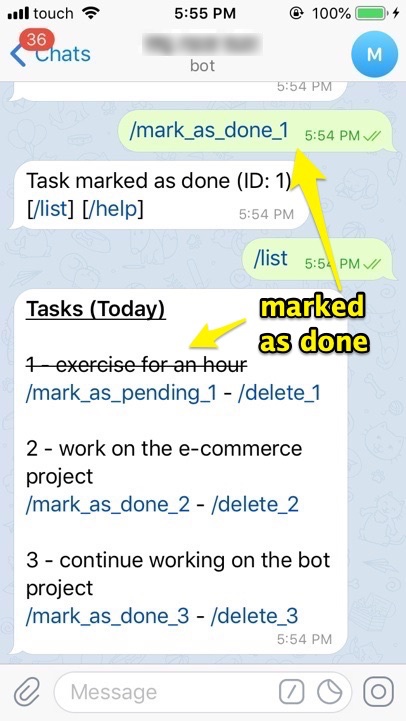 touch 5:55 PM 100%
36
Chats
bot
M
5:54 PM
/mark_as_done_1 5:54 PM
Task marked as done (ID: 1)
[/list] [/help] 5:54 PM
/list 5:54 PM
Tasks (Today)
marked
as done
1 - exercise for an hour
/mark_as_pending_1 - /delete_1
2 - work on the e-commerce
project
/mark_as_done_2 - /delete_2
3 - continue working on the bot
project
/mark_as_done_3 - /delete_3
5:54 PM
Message